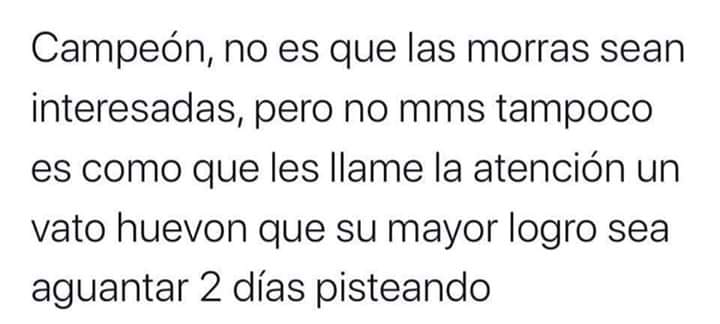 Campeón, no es que las morras sean
interesadas, pero no mms tampoco
es como que les llame la atención un
vato huevon que su mayor logro sea
aguantar 2 días pisteando